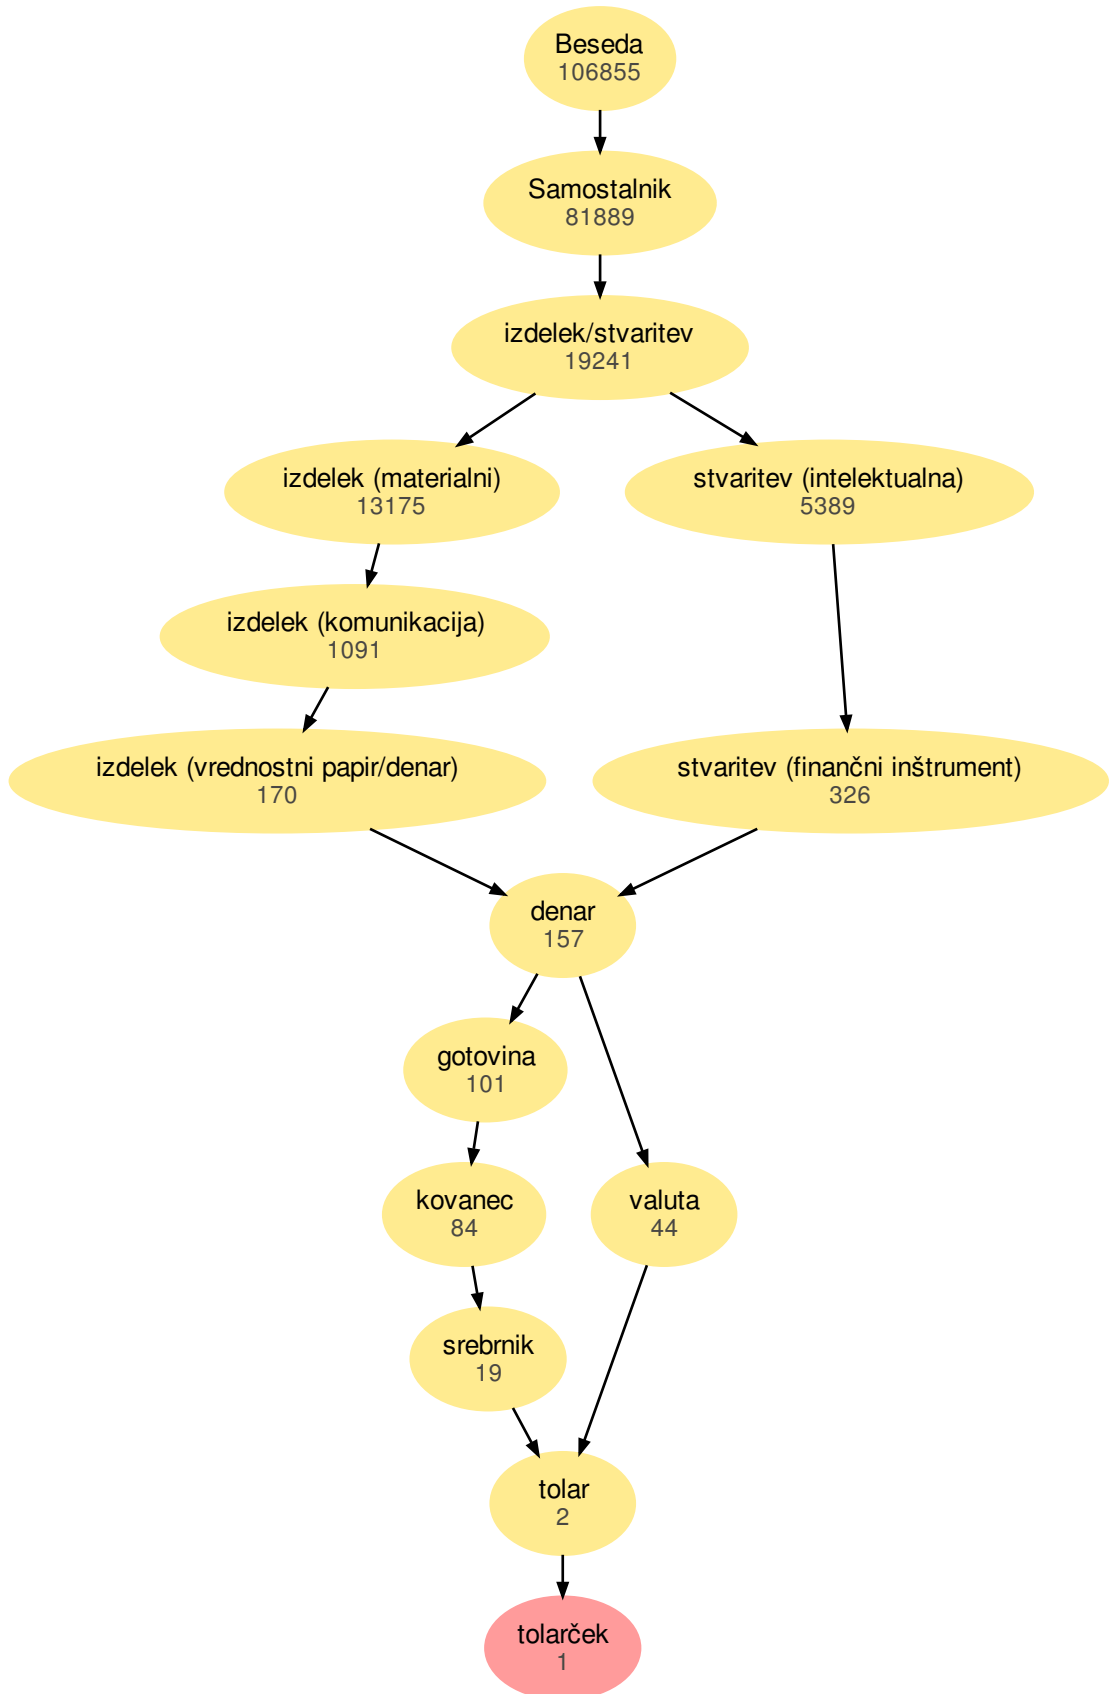 Beseda
106855
Samostalnik
81889
izdelek/stvaritev
19241
izdelek (materialni)
13175
stvaritev (intelektualna)
5389
izdelek (komunikacija)
1091
izdelek (vrednostni papir/denar)
170
stvaritev (finančni inštrument)
326
denar
157
gotovina
101
kovanec
84
valuta
44
srebrnik
19
tolar
2
tolarček
1